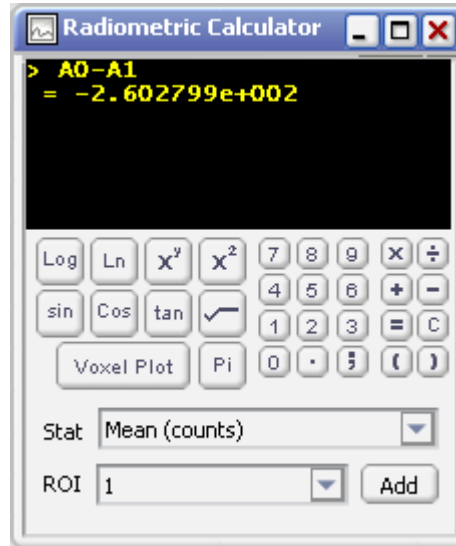 Radiometric Calculator
> A0-A1
= -2.602799e+002
Log Ln x^y x^2 7 8 9 × ÷
sin Cos tan √ 4 5 6 + -
1 2 3 = C
Voxel Plot Pi 0 . ; ( )
Stat Mean (counts)
ROI 1 Add